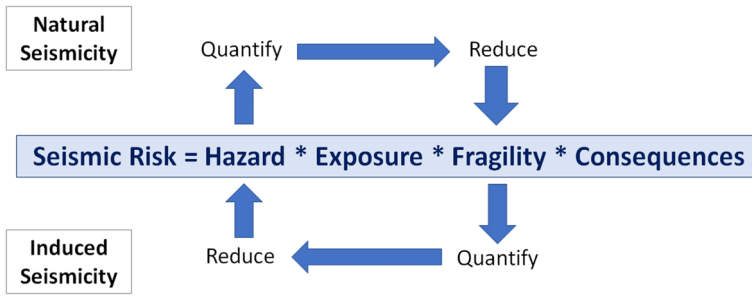 Natural
Seismicity
Quantify
Reduce
Seismic Risk = Hazard * Exposure * Fragility * Consequences
Induced
Seismicity
Reduce
Quantify